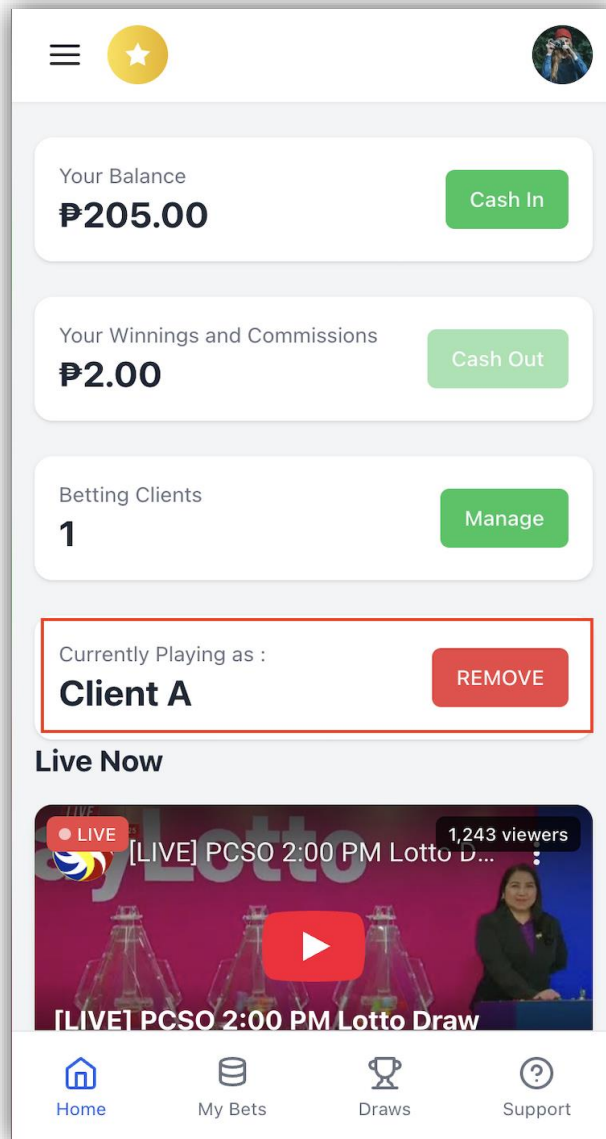 Your Balance
₱205.00
Cash In
Your Winnings and Commissions
₱2.00
Cash Out
Betting Clients
1
Manage
Currently Playing as :
Client A
REMOVE
Live Now
LIVE
LIVE
1,243 viewers
[LIVE] PCSO 2:00 PM Lotto D...
ayLotto
[LIVE] PCSO 2:00 PM Lotto Draw
Home
My Bets
Draws
Support